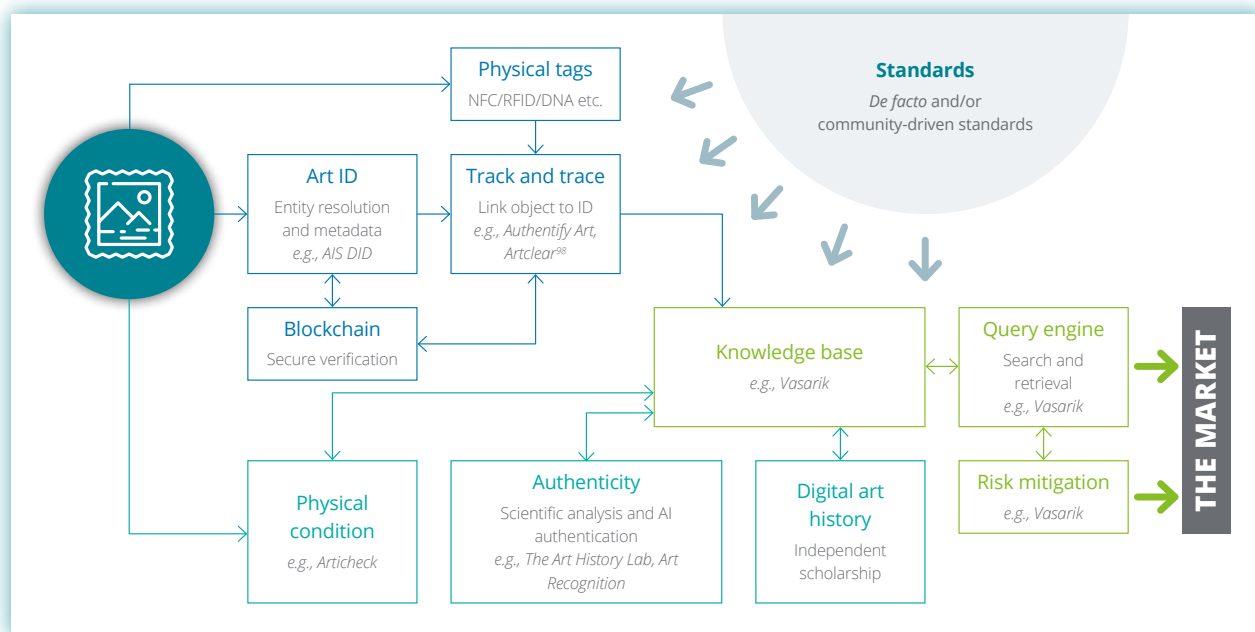 Physical tags
NFC/RFID/DNA etc.
Standards
De facto and/or
community-driven standards
Art ID
Entity resolution
and metadata
e.g., AIS DID
Track and trace
Link object to ID
e.g., Authentify Art,
Artclear⁹⁸
Blockchain
Secure verification
Knowledge base
e.g., Vasarik
Query engine
Search and
retrieval
e.g., Vasarik
THE MARKET
Physical
condition
e.g., Articheck
Authenticity
Scientific analysis and AI
authentication
e.g., The Art History Lab, Art
Recognition
Digital art
history
Independent
scholarship
Risk mitigation
e.g., Vasarik